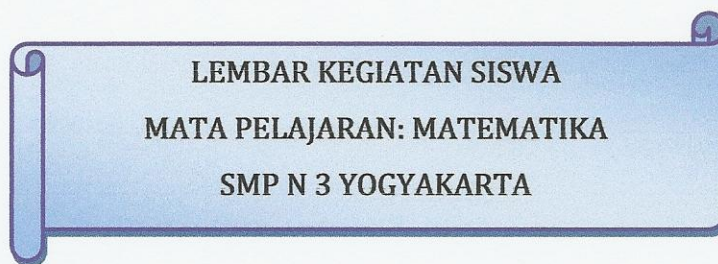 LEMBAR KEGIATAN SISWA
MATA PELAJARAN: MATEMATIKA
SMP N 3 YOGYAKARTA